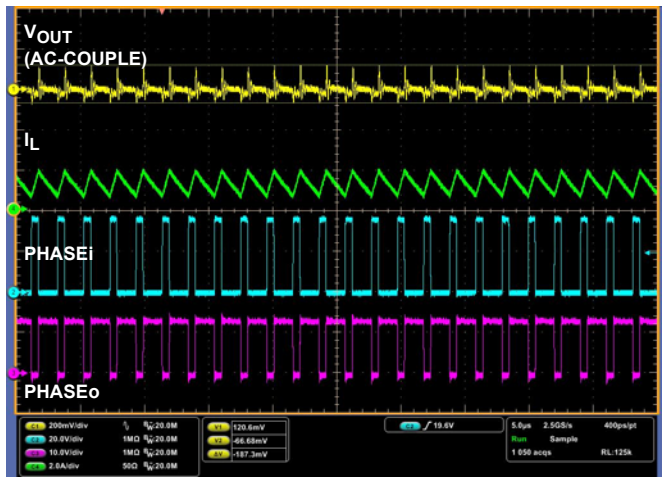 VOUT
(AC-COUPLE)
IL
PHASEi
PHASEo
C1 200mV/div BW:20.0M
C2 20.0V/div 1MΩ BW:20.0M
C3 10.0V/div 1MΩ BW:20.0M
C4 2.0A/div 50Ω BW:20.0M
V1 120.6mV
V2 -66.68mV
ΔV -187.3mV
19.6V
5.0µs 2.5GS/s 400ps/pt
Run Sample
1 050 acqs RL:125k